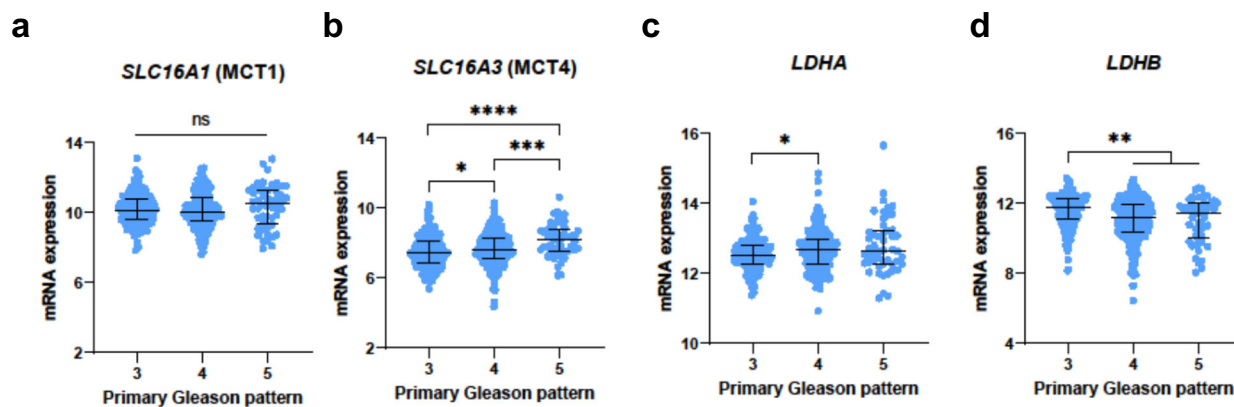 a
SLC16A1 (MCT1)
ns
14
10
6
2
mRNA expression
3 4 5
Primary Gleason pattern
b
SLC16A3 (MCT4)
****
***
*
14
10
6
2
mRNA expression
3 4 5
Primary Gleason pattern
c
LDHA
*
16
14
12
10
mRNA expression
3 4 5
Primary Gleason pattern
d
LDHB
**
16
12
8
4
mRNA expression
3 4 5
Primary Gleason pattern